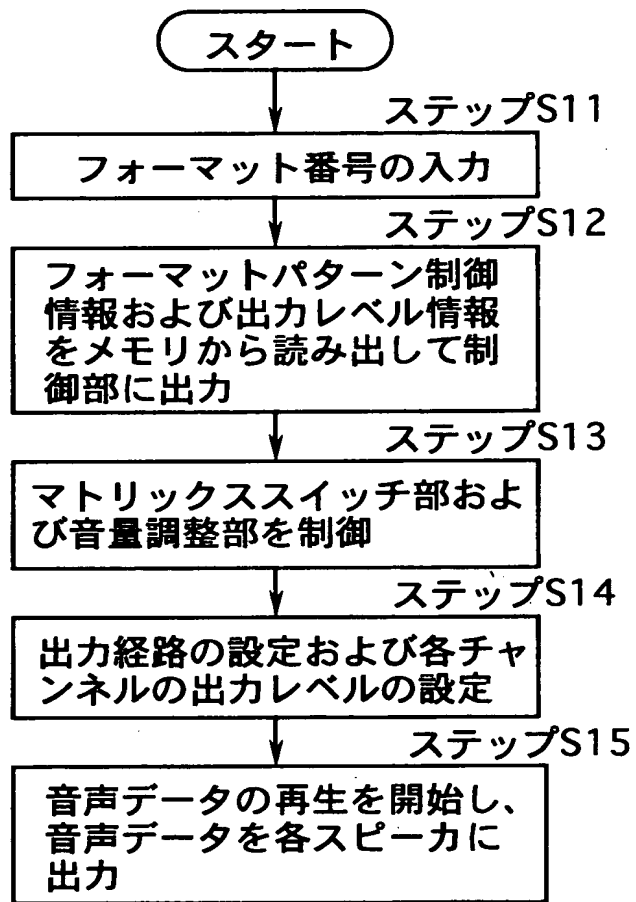 スタート
ステップS11
フォーマット番号の入力
ステップS12
フォーマットパターン制御
情報および出力レベル情報
をメモリから読み出して制
御部に出力
ステップS13
マトリックススイッチ部およ
び音量調整部を制御
ステップS14
出力経路の設定および各チャ
ンネルの出力レベルの設定
ステップS15
音声データの再生を開始し、
音声データを各スピーカに
出力